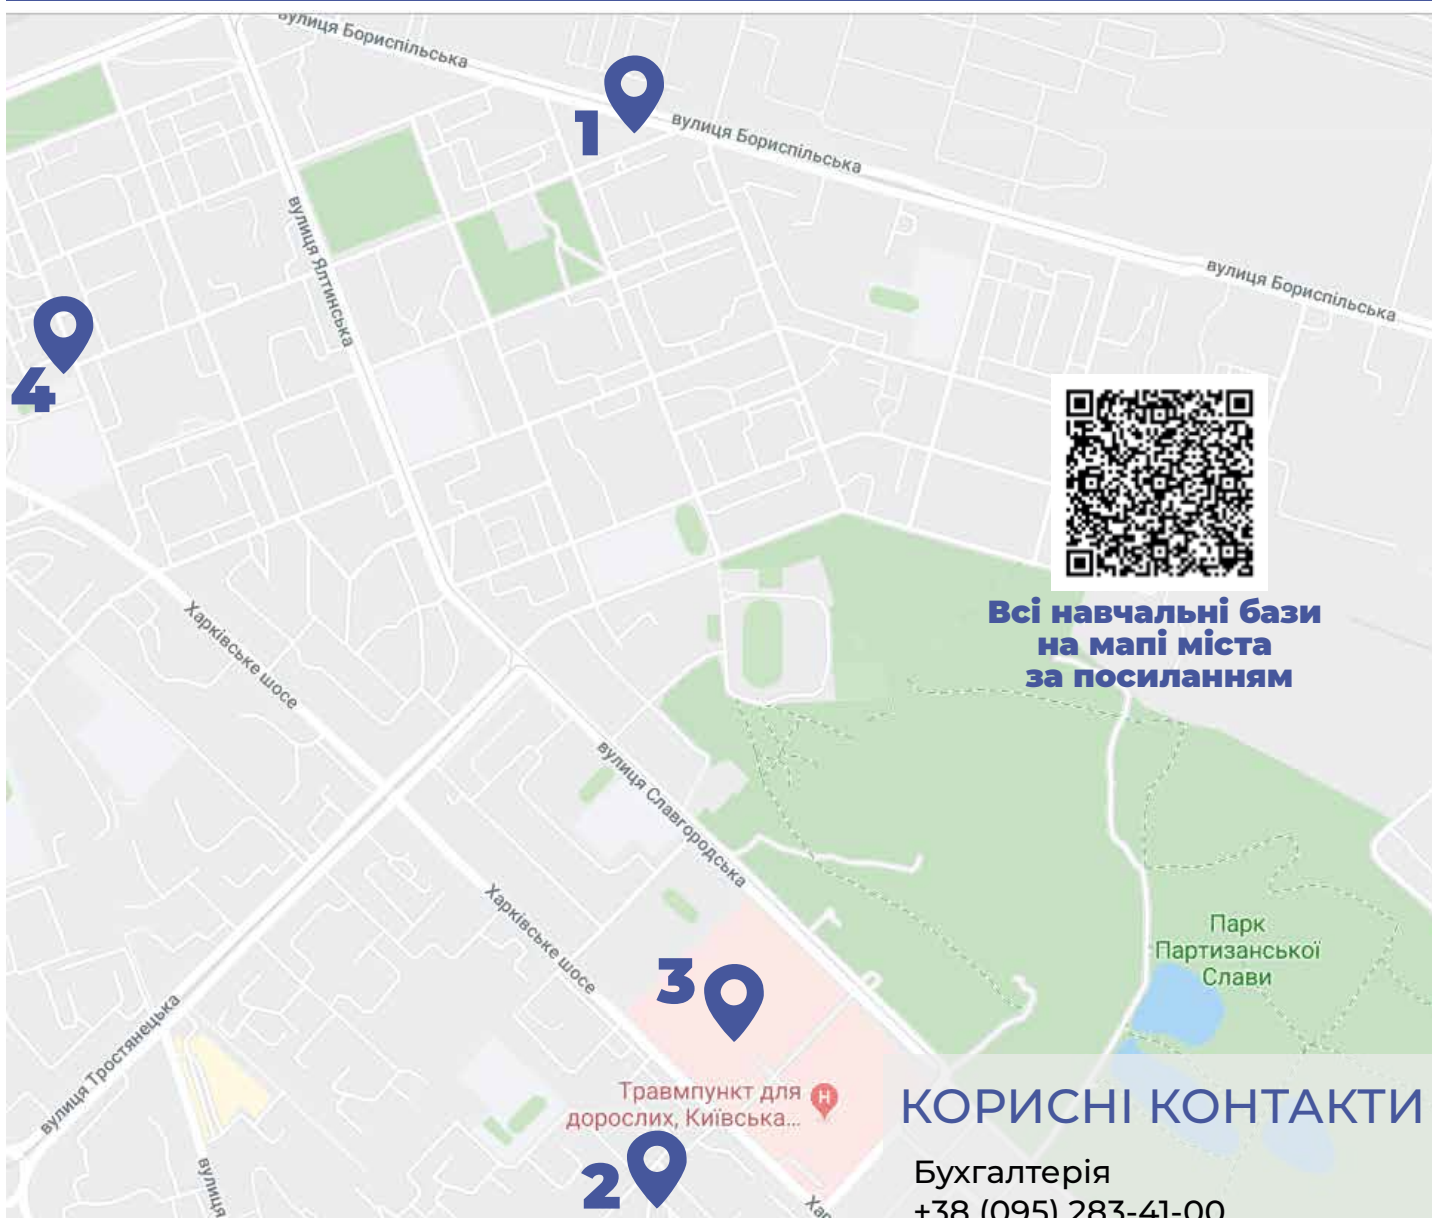 вулиця Бориспільська
1
вулиця Бориспільська
вулиця Ялтинська
вулиця Бориспільська
4
Всі навчальні бази
на мапі міста
за посиланням
Харківське шосе
вулиця Славгородська
Харківське шосе
Парк
Партизанської
Слави
3
вулиця Тростянецька
Травмпункт для
дорослих, Київська...
H
КОРИСНІ КОНТАКТИ
2
вулиця
Хар
Бухгалтерія
+38 (095) 283-41-00